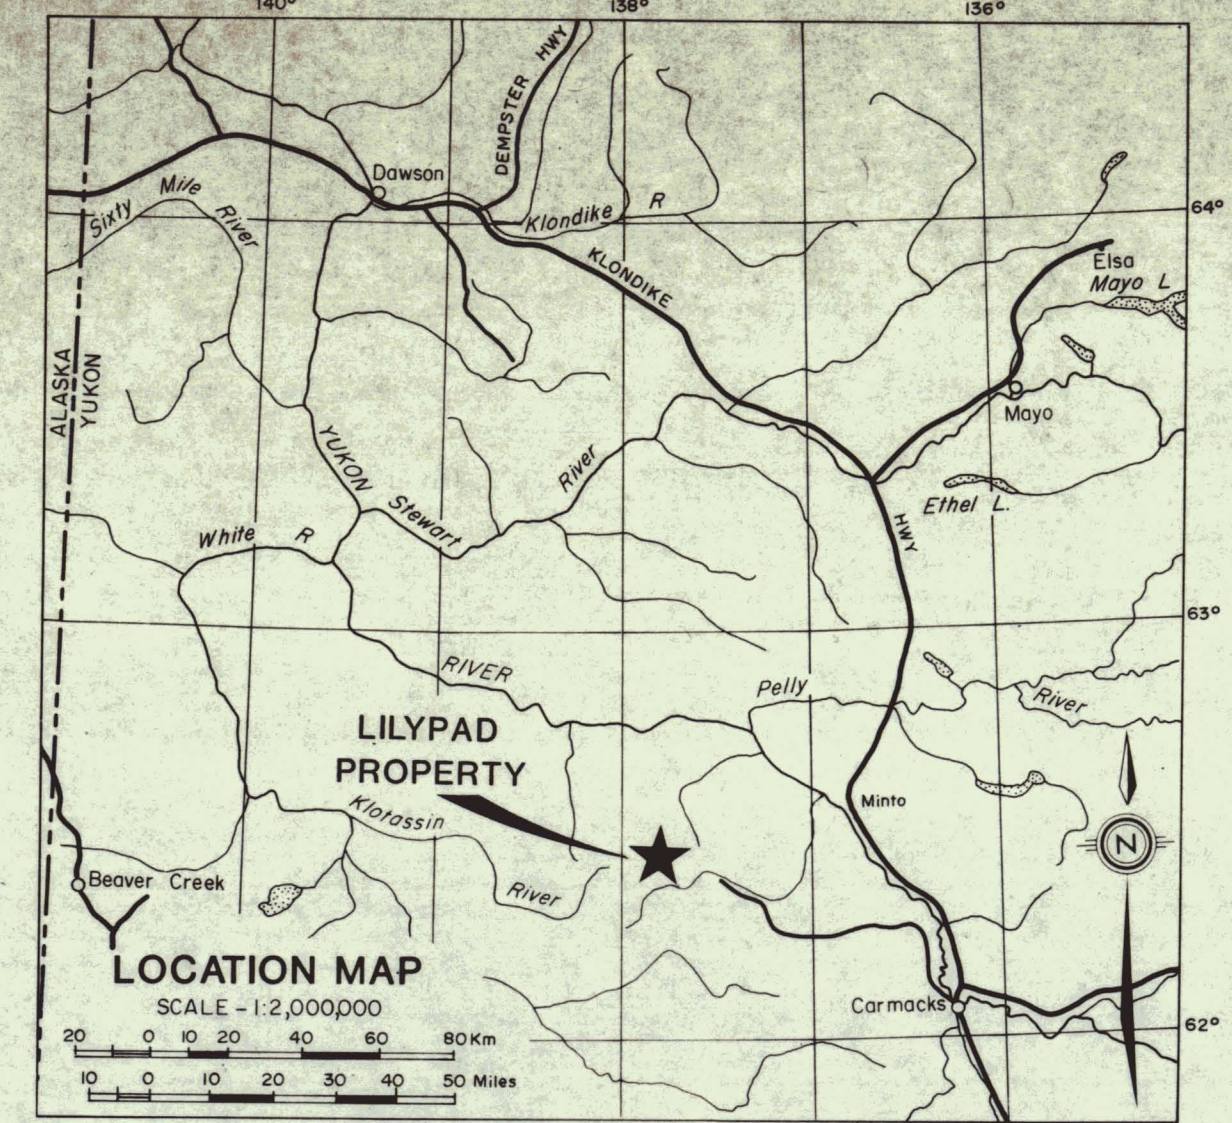 140°
138°
136°
DEMPSTER HWY
Dawson
Sixty Mile River
Klondike R
64°
KLONDIKE
Elsa
Mayo L
ALASKA
YUKON
Mayo
YUKON
Stewart River
Ethel L.
White R
HWY
63°
RIVER
Pelly River
LILYPAD
PROPERTY
Klotassin River
Minto
N
Beaver Creek
LOCATION MAP
SCALE - 1:2,000,000
Carmacks
62°
20 0 10 20 40 60 80 Km
10 0 10 20 30 40 50 Miles